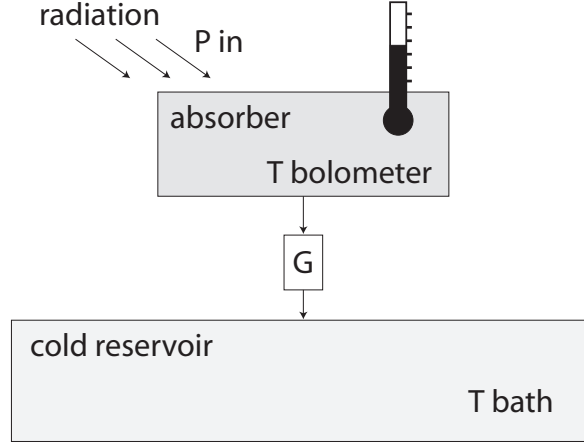 radiation
P in
absorber
T bolometer
G
cold reservoir
T bath